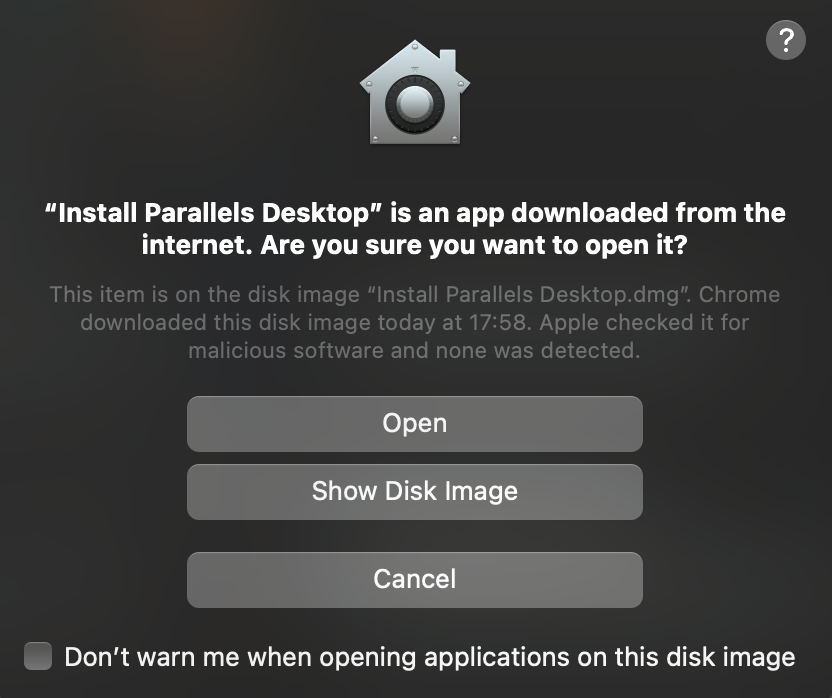 ?
“Install Parallels Desktop” is an app downloaded from the
internet. Are you sure you want to open it?
This item is on the disk image “Install Parallels Desktop.dmg”. Chrome
downloaded this disk image today at 17:58. Apple checked it for
malicious software and none was detected.
Open
Show Disk Image
Cancel
Don’t warn me when opening applications on this disk image